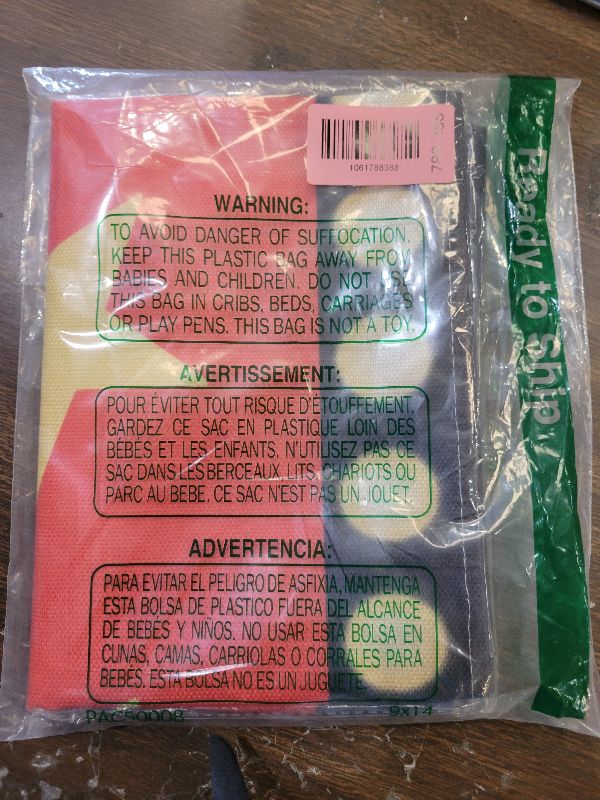 1061788388
Ready to Ship
WARNING:
TO AVOID DANGER OF SUFFOCATION,
KEEP THIS PLASTIC BAG AWAY FROM
BABIES AND CHILDREN. DO NOT USE
THIS BAG IN CRIBS, BEDS, CARRIAGES
OR PLAY PENS. THIS BAG IS NOT A TOY.
AVERTISSEMENT:
POUR ÉVITER TOUT RISQUE D'ÉTOUFFEMENT,
GARDEZ CE SAC EN PLASTIQUE LOIN DES
BÉBÉS ET LES ENFANTS. N'UTILISEZ PAS CE
SAC DANS LES BERCEAUX, LITS, CHARIOTS OU
PARC AU BEBE. CE SAC N'EST PAS UN JOUET.
ADVERTENCIA:
PARA EVITAR EL PELIGRO DE ASFIXIA, MANTENGA
ESTA BOLSA DE PLASTICO FUERA DEL ALCANCE
DE BEBÉS Y NIÑOS. NO USAR ESTA BOLSA EN
CUNAS, CAMAS, CARRIOLAS O CORRALES PARA
BEBÉS. ESTA BOLSA NO ES UN JUGUETE.
PAC50008 9x14